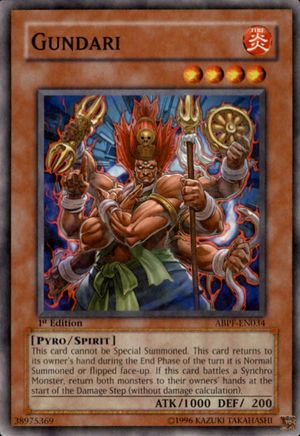 GUNDARI
FIRE
炎
1st Edition
ABPF-EN034
[PYRO/SPIRIT]
This card cannot be Special Summoned. This card returns to
its owner's hand during the End Phase of the turn it is Normal
Summoned or flipped face-up. If this card battles a Synchro
Monster, return both monsters to their owners' hands at the
start of the Damage Step (without damage calculation).
ATK/1000 DEF/ 200
38975369
©1996 KAZUKI TAKAHASHI